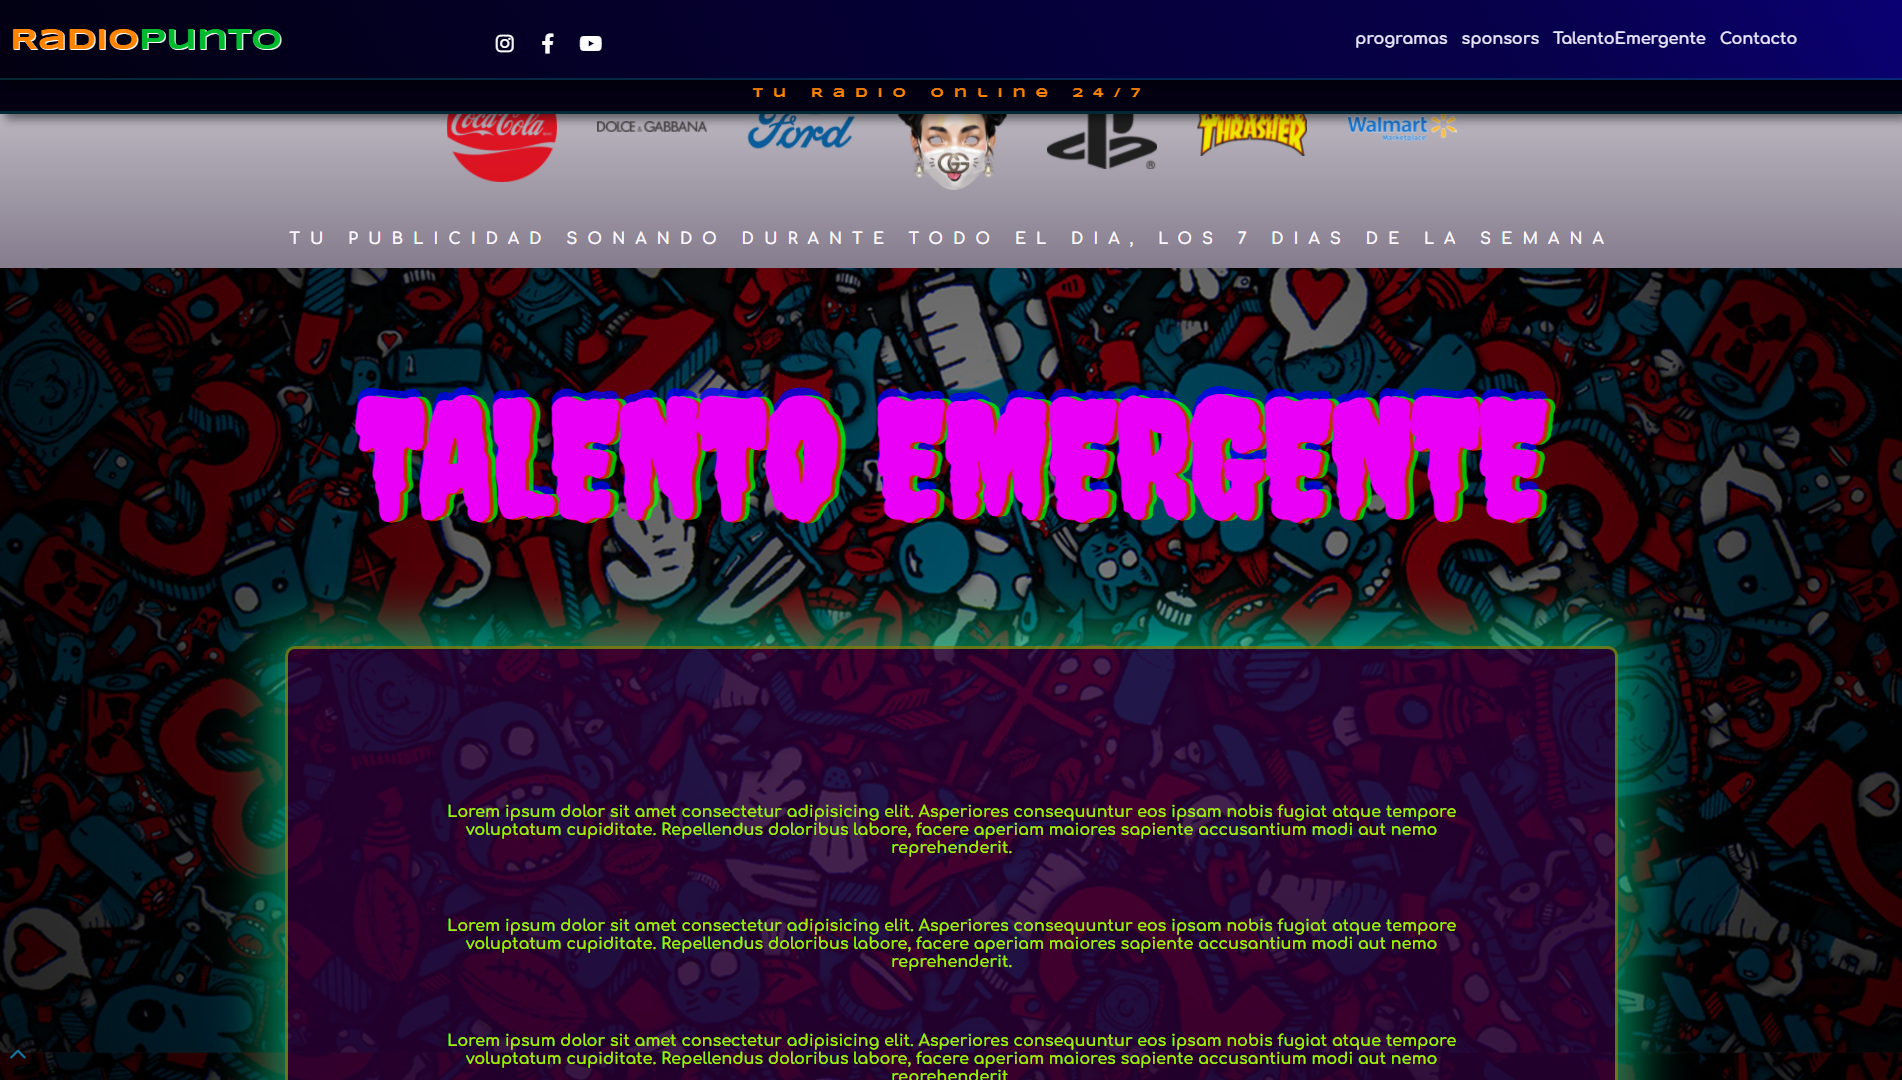 RadioPunto
programas sponsors TalentoEmergente Contacto
Tu Radio Online 24/7
Coca-Cola
DOLCE & GABBANA
Ford
GG
®
THRASHER
Walmart
Marketplace
TU PUBLICIDAD SONANDO DURANTE TODO EL DIA, LOS 7 DIAS DE LA SEMANA
TALENTO EMERGENTE
Lorem ipsum dolor sit amet consectetur adipisicing elit. Asperiores consequuntur eos ipsam nobis fugiat atque tempore
voluptatum cupiditate. Repellendus doloribus labore, facere aperiam maiores sapiente accusantium modi aut nemo
reprehenderit.
Lorem ipsum dolor sit amet consectetur adipisicing elit. Asperiores consequuntur eos ipsam nobis fugiat atque tempore
voluptatum cupiditate. Repellendus doloribus labore, facere aperiam maiores sapiente accusantium modi aut nemo
reprehenderit.
Lorem ipsum dolor sit amet consectetur adipisicing elit. Asperiores consequuntur eos ipsam nobis fugiat atque tempore
voluptatum cupiditate. Repellendus doloribus labore, facere aperiam maiores sapiente accusantium modi aut nemo
reprehenderit.